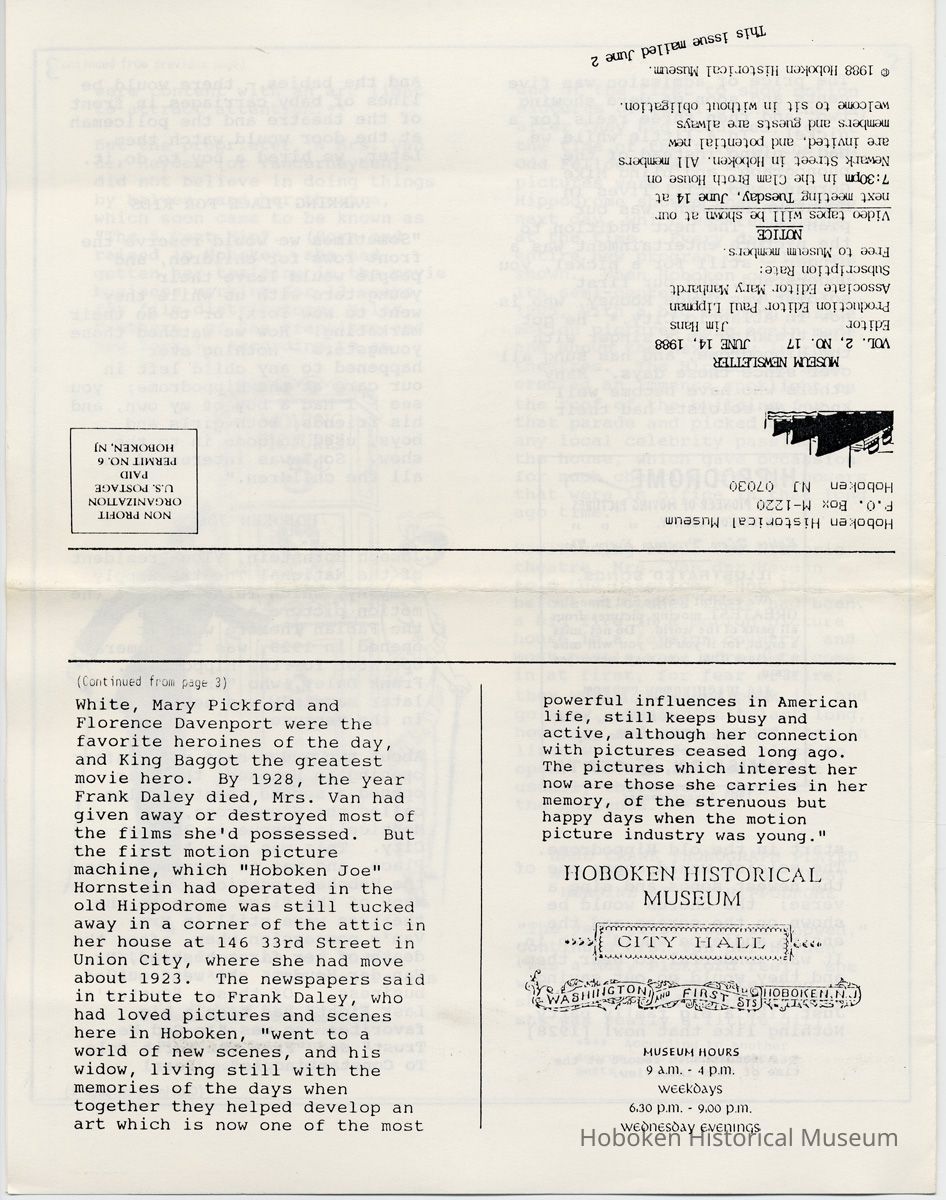 This issue mailed June 2
© 1988 Hoboken Historical Museum.
welcome to sit in without obligation.
members and guests are always
are invited, and potential new
Newark Street in Hoboken. All members
7:30pm in the Clam Broth House on
next meeting Tuesday, June 14 at
Video tapes will be shown at our
NOTICE
Free to Museum members.
Subscription Rate:
Associate Editor Mary Manhardt
Production Editor Paul Lippman
Editor Jim Hans
VOL. 2, NO. 17 JUNE 14, 1988
MUSEUM NEWSLETTER
Hoboken NJ 07030
P.O. Box M-1220
Hoboken Historical Museum
HOBOKEN, NJ
PERMIT NO. 6
PAID
U.S. POSTAGE
ORGANIZATION
NON PROFIT
(Continued from page 3)
White, Mary Pickford and
Florence Davenport were the
favorite heroines of the day,
and King Baggot the greatest
movie hero. By 1928, the year
Frank Daley died, Mrs. Van had
given away or destroyed most of
the films she'd possessed. But
the first motion picture
machine, which "Hoboken Joe"
Hornstein had operated in the
old Hippodrome was still tucked
away in a corner of the attic in
her house at 146 33rd Street in
Union City, where she had move
about 1923. The newspapers said
in tribute to Frank Daley, who
had loved pictures and scenes
here in Hoboken, "went to a
world of new scenes, and his
widow, living still with the
memories of the days when
together they helped develop an
art which is now one of the most
powerful influences in American
life, still keeps busy and
active, although her connection
with pictures ceased long ago.
The pictures which interest her
now are those she carries in her
memory, of the strenuous but
happy days when the motion
picture industry was young."
HOBOKEN HISTORICAL
MUSEUM
CITY HALL
WASHINGTON AND FIRST STS HOBOKEN, N.J.
MUSEUM HOURS
9 a.m. - 4 p.m.
weekdays
6:30 p.m. - 9:00 p.m.
wednesday evenings
Hoboken Historical Museum